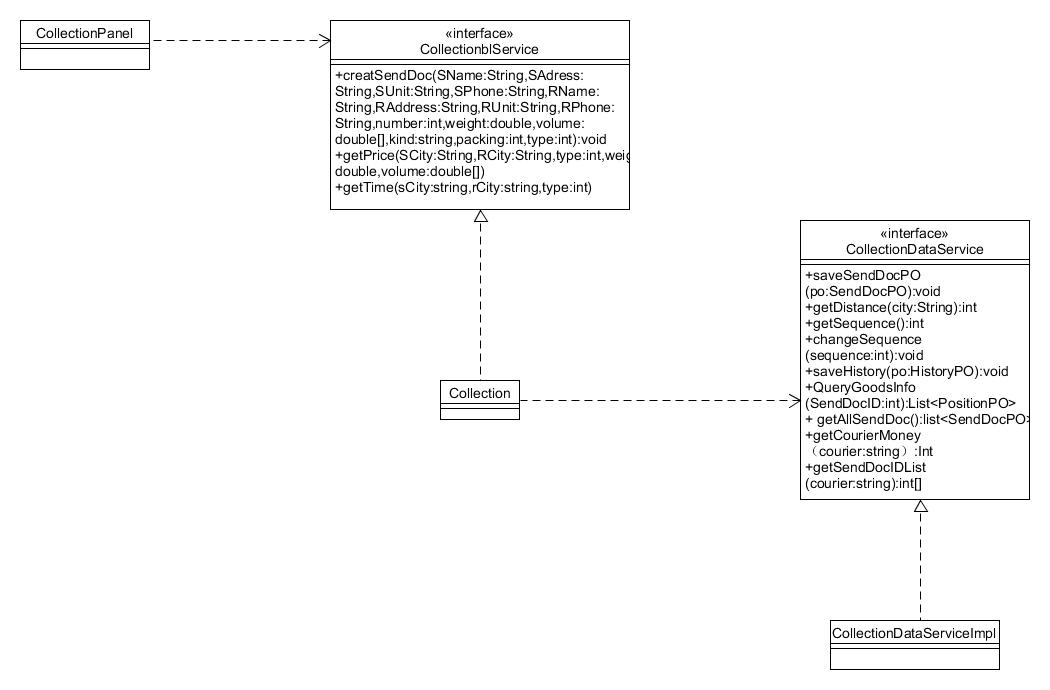 CollectionPanel
«interface»
CollectionblService
+creatSendDoc(SName:String,SAdress:
String,SUnit:String,SPhone:String,RName:
String,RAddress:String,RUnit:String,RPhone:
String,number:int,weight:double,volume:
double[],kind:string,packing:int,type:int):void
+getPrice(SCity:String,RCity:String,type:int,weig
double,volume:double[])
+getTime(sCity:string,rCity:string,type:int)
«interface»
CollectionDataService
+saveSendDocPO
(po:SendDocPO):void
+getDistance(city:String):int
+getSequence():int
+changeSequence
(sequence:int):void
+saveHistory(po:HistoryPO):void
+QueryGoodsInfo
(SendDocID:int):List<PositionPO>
+ getAllSendDoc():list<SendDocPO>
+getCourierMoney
（courier:string）:Int
+getSendDocIDList
(courier:string):int[]
Collection
CollectionDataServiceImpl